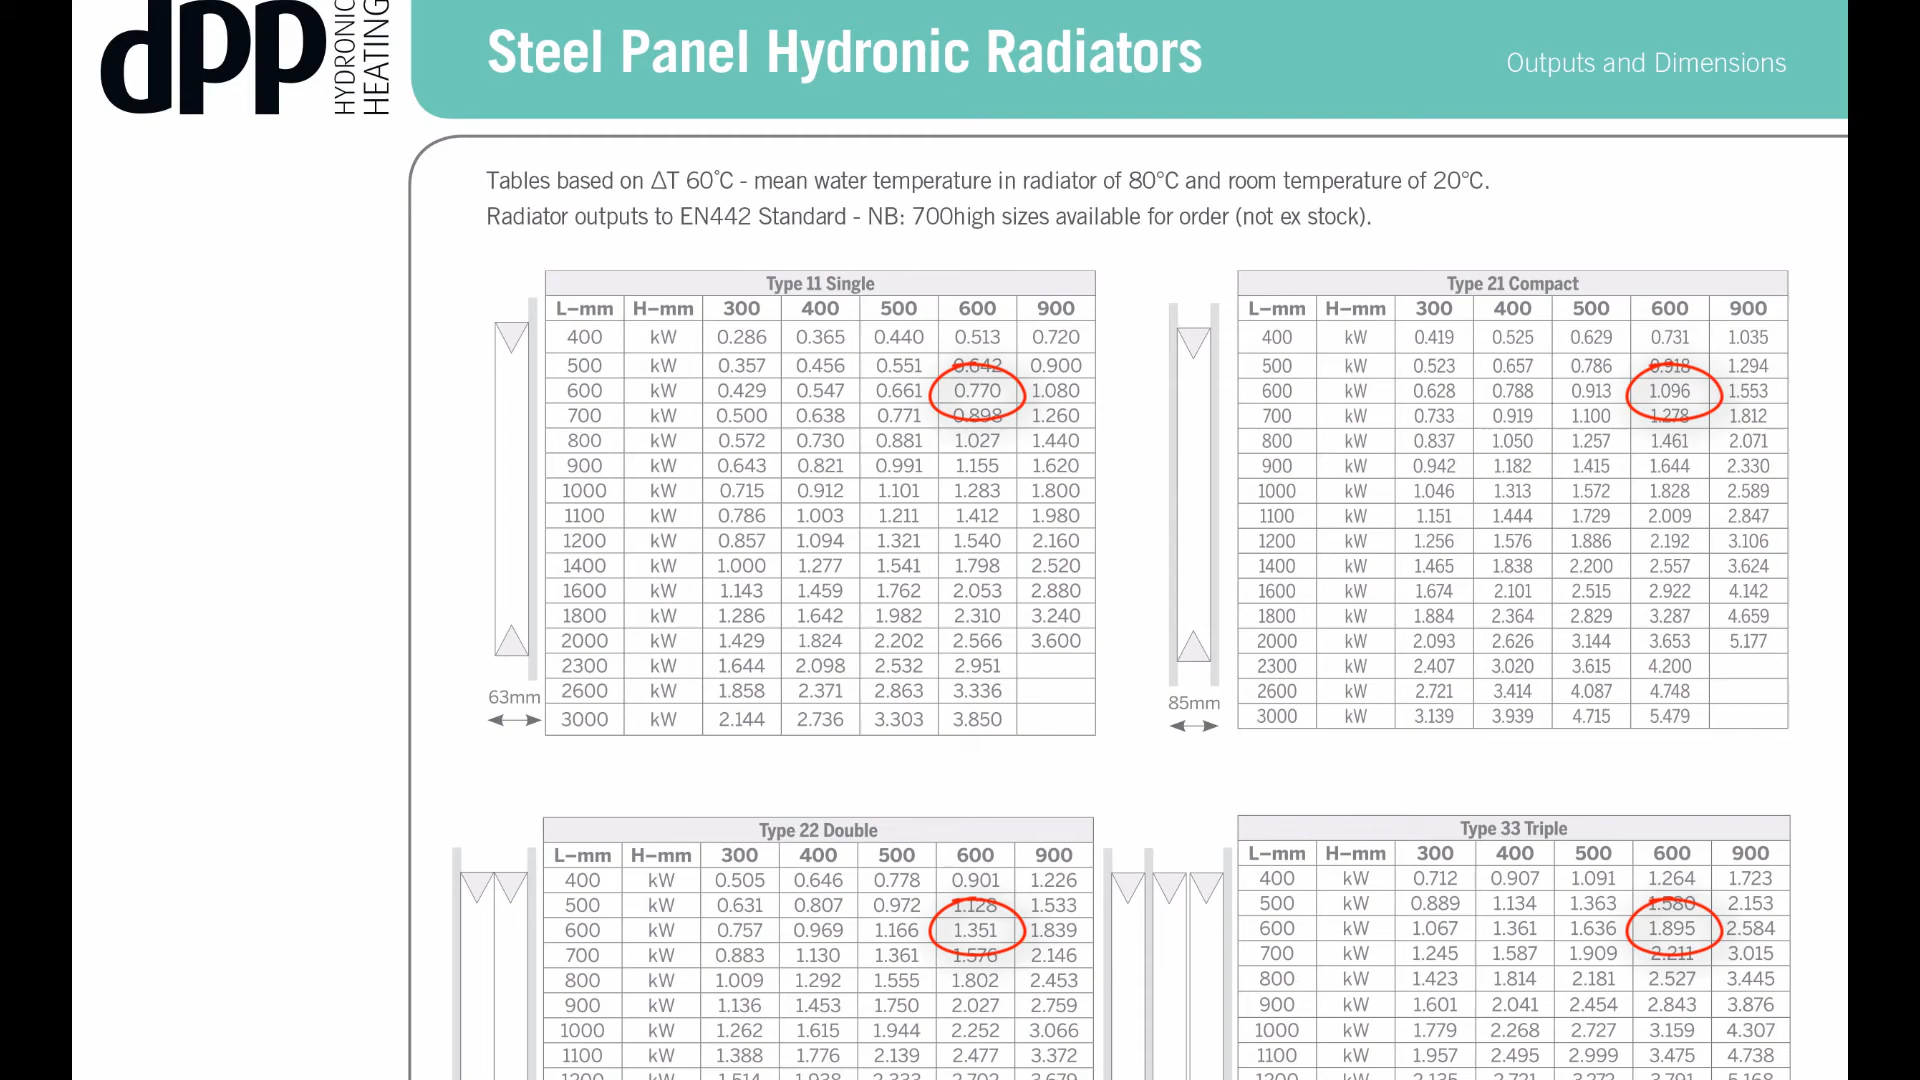 dpp
HYDRONIC
HEATING
Steel Panel Hydronic Radiators
Outputs and Dimensions
Tables based on ΔT 60°C - mean water temperature in radiator of 80°C and room temperature of 20°C.
Radiator outputs to EN442 Standard - NB: 700high sizes available for order (not ex stock).
Type 11 Single
L–mm H–mm 300 400 500 600 900
400 kW 0.286 0.365 0.440 0.513 0.720
500 kW 0.357 0.456 0.551 0.642 0.900
600 kW 0.429 0.547 0.661 0.770 1.080
700 kW 0.500 0.638 0.771 0.898 1.260
800 kW 0.572 0.730 0.881 1.027 1.440
900 kW 0.643 0.821 0.991 1.155 1.620
1000 kW 0.715 0.912 1.101 1.283 1.800
1100 kW 0.786 1.003 1.211 1.412 1.980
1200 kW 0.857 1.094 1.321 1.540 2.160
1400 kW 1.000 1.277 1.541 1.798 2.520
1600 kW 1.143 1.459 1.762 2.053 2.880
1800 kW 1.286 1.642 1.982 2.310 3.240
2000 kW 1.429 1.824 2.202 2.566 3.600
2300 kW 1.644 2.098 2.532 2.951
2600 kW 1.858 2.371 2.863 3.336
3000 kW 2.144 2.736 3.303 3.850
63mm
Type 21 Compact
L–mm H–mm 300 400 500 600 900
400 kW 0.419 0.525 0.629 0.731 1.035
500 kW 0.523 0.657 0.786 0.918 1.294
600 kW 0.628 0.788 0.913 1.096 1.553
700 kW 0.733 0.919 1.100 1.278 1.812
800 kW 0.837 1.050 1.257 1.461 2.071
900 kW 0.942 1.182 1.415 1.644 2.330
1000 kW 1.046 1.313 1.572 1.828 2.589
1100 kW 1.151 1.444 1.729 2.009 2.847
1200 kW 1.256 1.576 1.886 2.192 3.106
1400 kW 1.465 1.838 2.200 2.557 3.624
1600 kW 1.674 2.101 2.515 2.922 4.142
1800 kW 1.884 2.364 2.829 3.287 4.659
2000 kW 2.093 2.626 3.144 3.653 5.177
2300 kW 2.407 3.020 3.615 4.200
2600 kW 2.721 3.414 4.087 4.748
3000 kW 3.139 3.939 4.715 5.479
85mm
Type 22 Double
L–mm H–mm 300 400 500 600 900
400 kW 0.505 0.646 0.778 0.901 1.226
500 kW 0.631 0.807 0.972 1.128 1.533
600 kW 0.757 0.969 1.166 1.351 1.839
700 kW 0.883 1.130 1.361 1.576 2.146
800 kW 1.009 1.292 1.555 1.802 2.453
900 kW 1.136 1.453 1.750 2.027 2.759
1000 kW 1.262 1.615 1.944 2.252 3.066
1100 kW 1.388 1.776 2.139 2.477 3.372
1200 kW 1.514 1.938 2.333 2.702 3.679
Type 33 Triple
L–mm H–mm 300 400 500 600 900
400 kW 0.712 0.907 1.091 1.264 1.723
500 kW 0.889 1.134 1.363 1.580 2.153
600 kW 1.067 1.361 1.636 1.895 2.584
700 kW 1.245 1.587 1.909 2.211 3.015
800 kW 1.423 1.814 2.181 2.527 3.445
900 kW 1.601 2.041 2.454 2.843 3.876
1000 kW 1.779 2.268 2.727 3.159 4.307
1100 kW 1.957 2.495 2.999 3.475 4.738
1200 kW 2.135 2.721 3.272 3.791 5.168